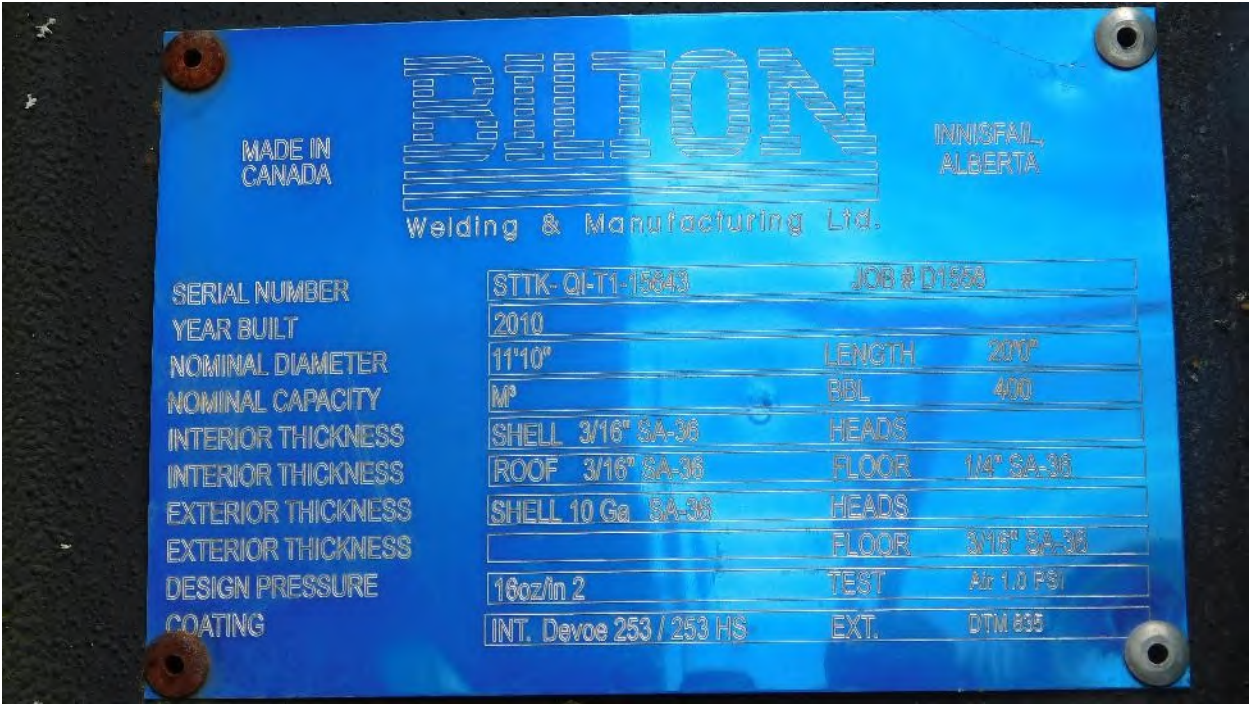 BILTON
MADE IN
CANADA
INNISFAIL,
ALBERTA
Welding & Manufacturing Ltd.
SERIAL NUMBER STTK- QI-T1-15643 JOB # D1558
YEAR BUILT 2010
NOMINAL DIAMETER 11'10" LENGTH 20'0"
NOMINAL CAPACITY M³ BBL 400
INTERIOR THICKNESS SHELL 3/16" SA-36 HEADS
INTERIOR THICKNESS ROOF 3/16" SA-36 FLOOR 1/4" SA-36
EXTERIOR THICKNESS SHELL 10 Ga SA-36 HEADS
EXTERIOR THICKNESS FLOOR 3/16" SA-36
DESIGN PRESSURE 16oz/in 2 TEST Air 1.0 PSI
COATING INT. Devoe 253 / 253 HS EXT. DTM 835